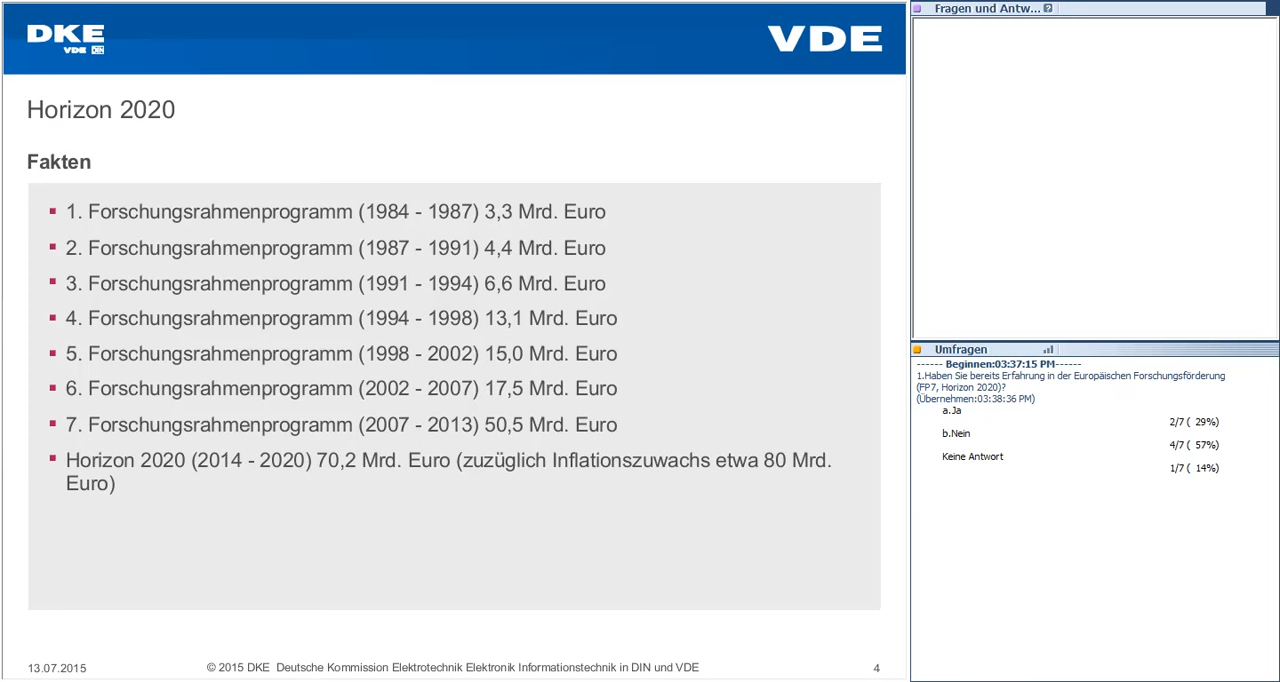 DKE
VDE DIN
VDE
Horizon 2020
Fakten
1. Forschungsrahmenprogramm (1984 - 1987) 3,3 Mrd. Euro
2. Forschungsrahmenprogramm (1987 - 1991) 4,4 Mrd. Euro
3. Forschungsrahmenprogramm (1991 - 1994) 6,6 Mrd. Euro
4. Forschungsrahmenprogramm (1994 - 1998) 13,1 Mrd. Euro
5. Forschungsrahmenprogramm (1998 - 2002) 15,0 Mrd. Euro
6. Forschungsrahmenprogramm (2002 - 2007) 17,5 Mrd. Euro
7. Forschungsrahmenprogramm (2007 - 2013) 50,5 Mrd. Euro
Horizon 2020 (2014 - 2020) 70,2 Mrd. Euro (zuzüglich Inflationszuwachs etwa 80 Mrd.
Euro)
13.07.2015
© 2015 DKE Deutsche Kommission Elektrotechnik Elektronik Informationstechnik in DIN und VDE
4
Fragen und Antw... ?
Umfragen
------ Beginnen:03:37:15 PM------
1.Haben Sie bereits Erfahrung in der Europäischen Forschungsförderung
(FP7, Horizon 2020)?
(Übernehmen:03:38:36 PM)
a.Ja
2/7 ( 29%)
b.Nein
4/7 ( 57%)
Keine Antwort
1/7 ( 14%)